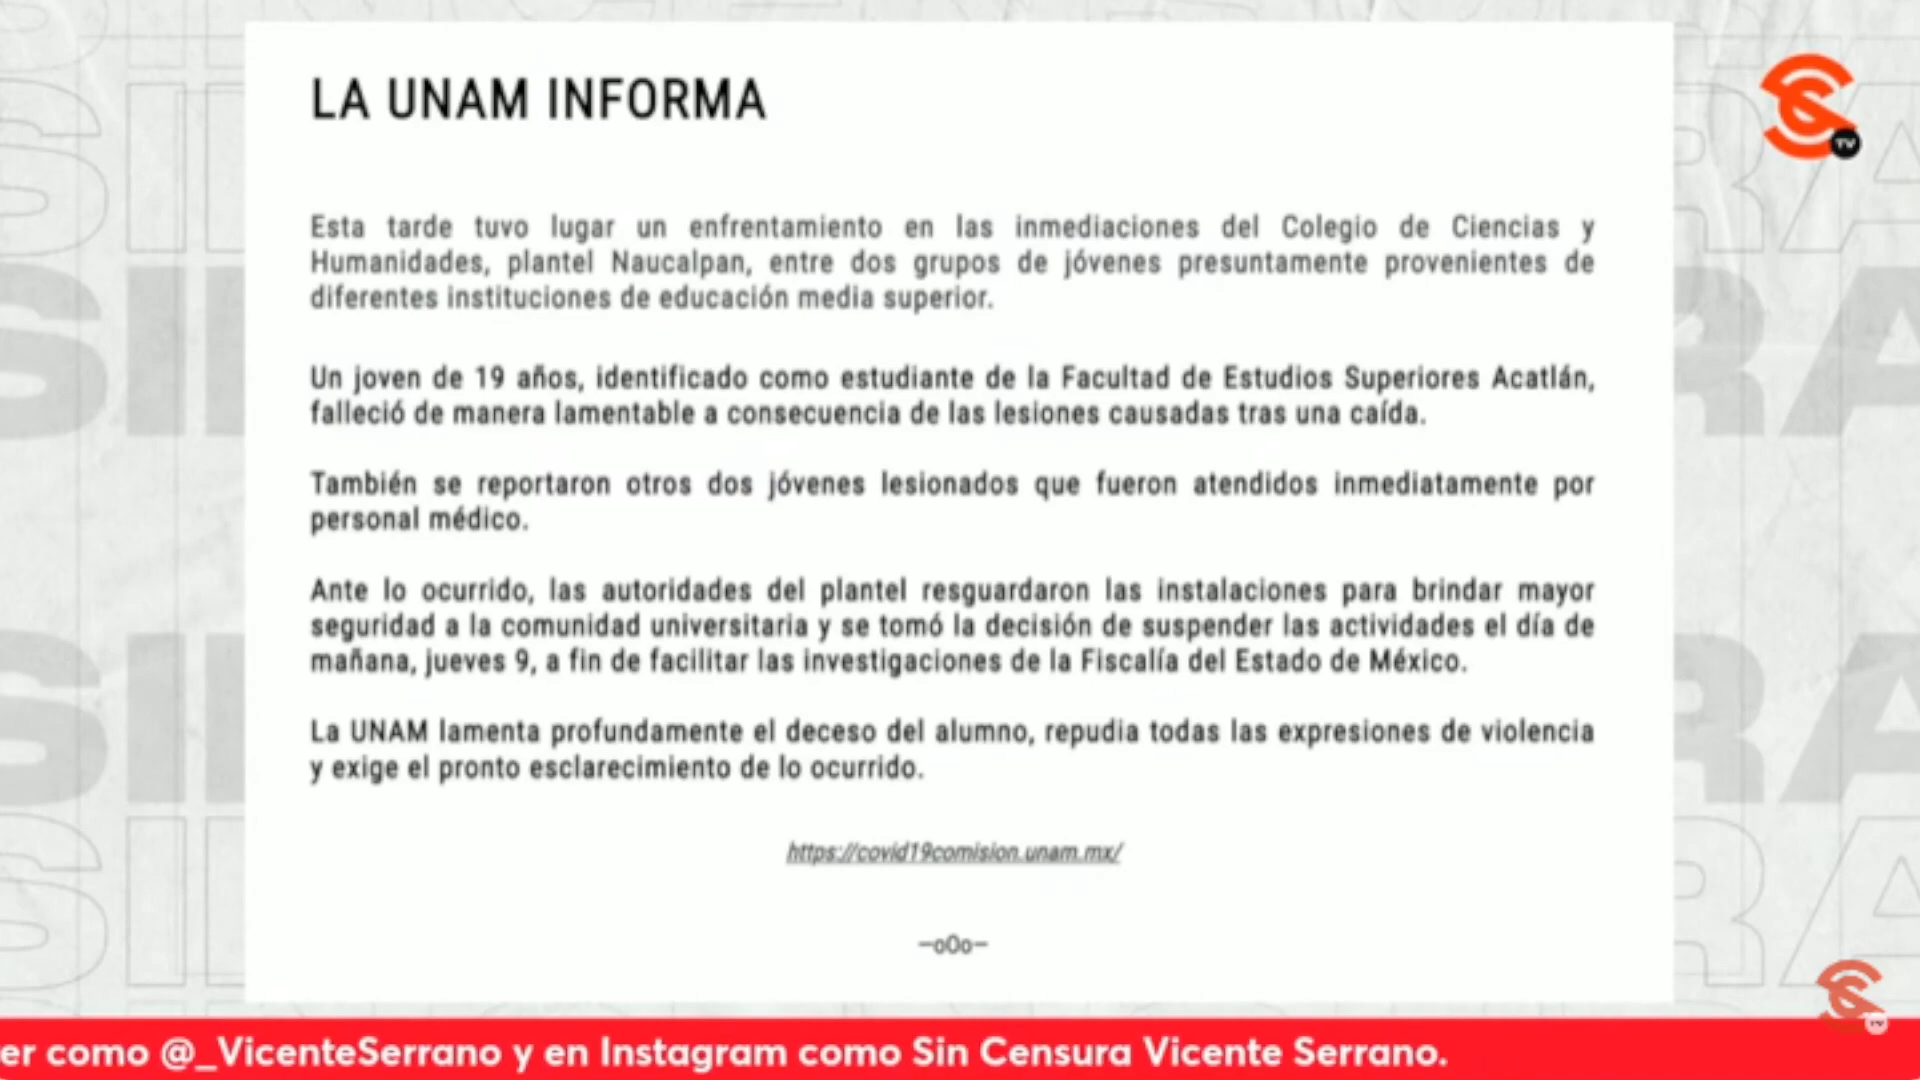 LA UNAM INFORMA
Esta tarde tuvo lugar un enfrentamiento en las inmediaciones del Colegio de Ciencias y
Humanidades, plantel Naucalpan, entre dos grupos de jóvenes presuntamente provenientes de
diferentes instituciones de educación media superior.
Un joven de 19 años, identificado como estudiante de la Facultad de Estudios Superiores Acatlán,
falleció de manera lamentable a consecuencia de las lesiones causadas tras una caída.
También se reportaron otros dos jóvenes lesionados que fueron atendidos inmediatamente por
personal médico.
Ante lo ocurrido, las autoridades del plantel resguardaron las instalaciones para brindar mayor
seguridad a la comunidad universitaria y se tomó la decisión de suspender las actividades el día de
mañana, jueves 9, a fin de facilitar las investigaciones de la Fiscalía del Estado de México.
La UNAM lamenta profundamente el deceso del alumno, repudia todas las expresiones de violencia
y exige el pronto esclarecimiento de lo ocurrido.
https://covid19comision.unam.mx/
–oOo–
TV
TV
er como @_VicenteSerrano y en Instagram como Sin Censura Vicente Serrano.